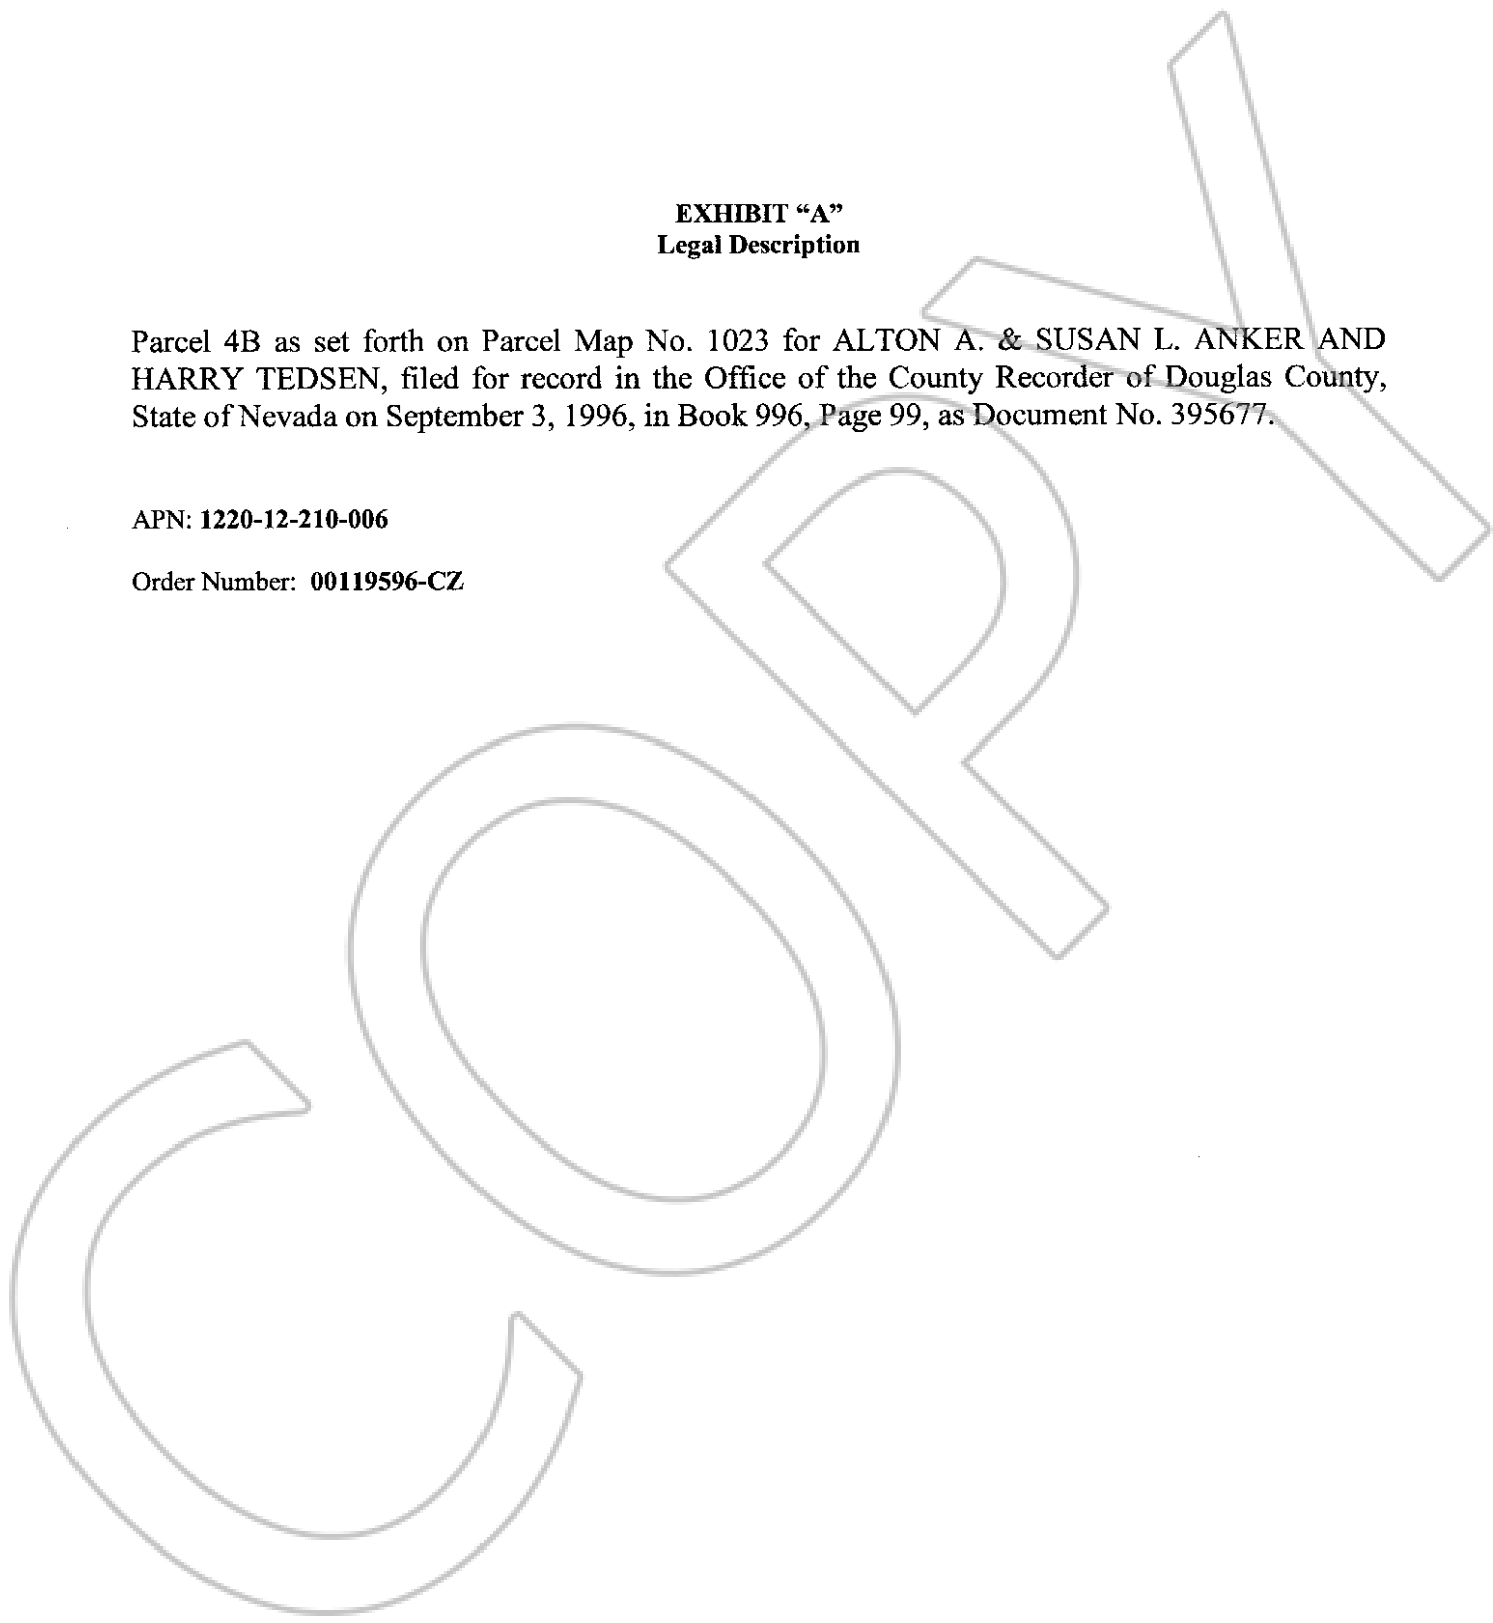 EXHIBIT “A”
Legal Description
Parcel 4B as set forth on Parcel Map No. 1023 for ALTON A. & SUSAN L. ANKER AND
HARRY TEDSEN, filed for record in the Office of the County Recorder of Douglas County,
State of Nevada on September 3, 1996, in Book 996, Page 99, as Document No. 395677.
APN: 1220-12-210-006
Order Number: 00119596-CZ
COPY